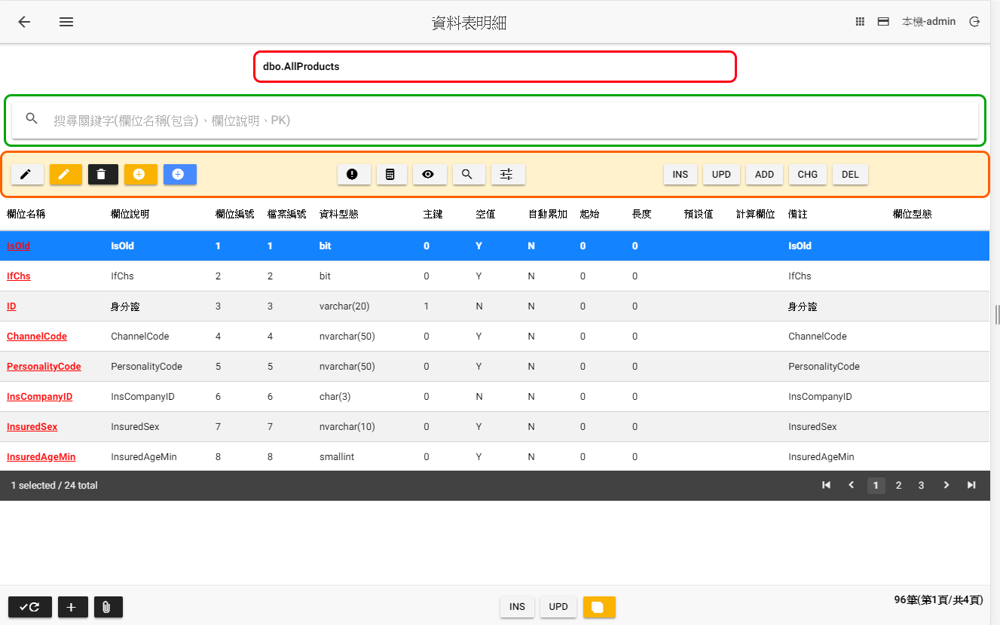 資料表明細
本機-admin
dbo.AllProducts
搜尋關鍵字(欄位名稱(包含)、欄位說明、PK)
INS UPD ADD CHG DEL
欄位名稱 欄位說明 欄位編號 檔案編號 資料型態 主鍵 空值 自動累加 起始 長度 預設值 計算欄位 備註 欄位型態
IsOld IsOld 1 1 bit 0 Y N 0 0 IsOld
IfChs IfChs 2 2 bit 0 Y N 0 0 IfChs
ID 身分證 3 3 varchar(20) 1 N N 0 0 身分證
ChannelCode ChannelCode 4 4 nvarchar(50) 0 Y N 0 0 ChannelCode
PersonalityCode PersonalityCode 5 5 nvarchar(50) 0 Y N 0 0 PersonalityCode
InsCompanyID InsCompanyID 6 6 char(3) 0 N N 0 0 InsCompanyID
InsuredSex InsuredSex 7 7 nvarchar(10) 0 Y N 0 0 InsuredSex
InsuredAgeMin InsuredAgeMin 8 8 smallint 0 Y N 0 0 InsuredAgeMin
1 selected / 24 total 1 2 3
INS UPD 96筆(第1頁/共4頁)